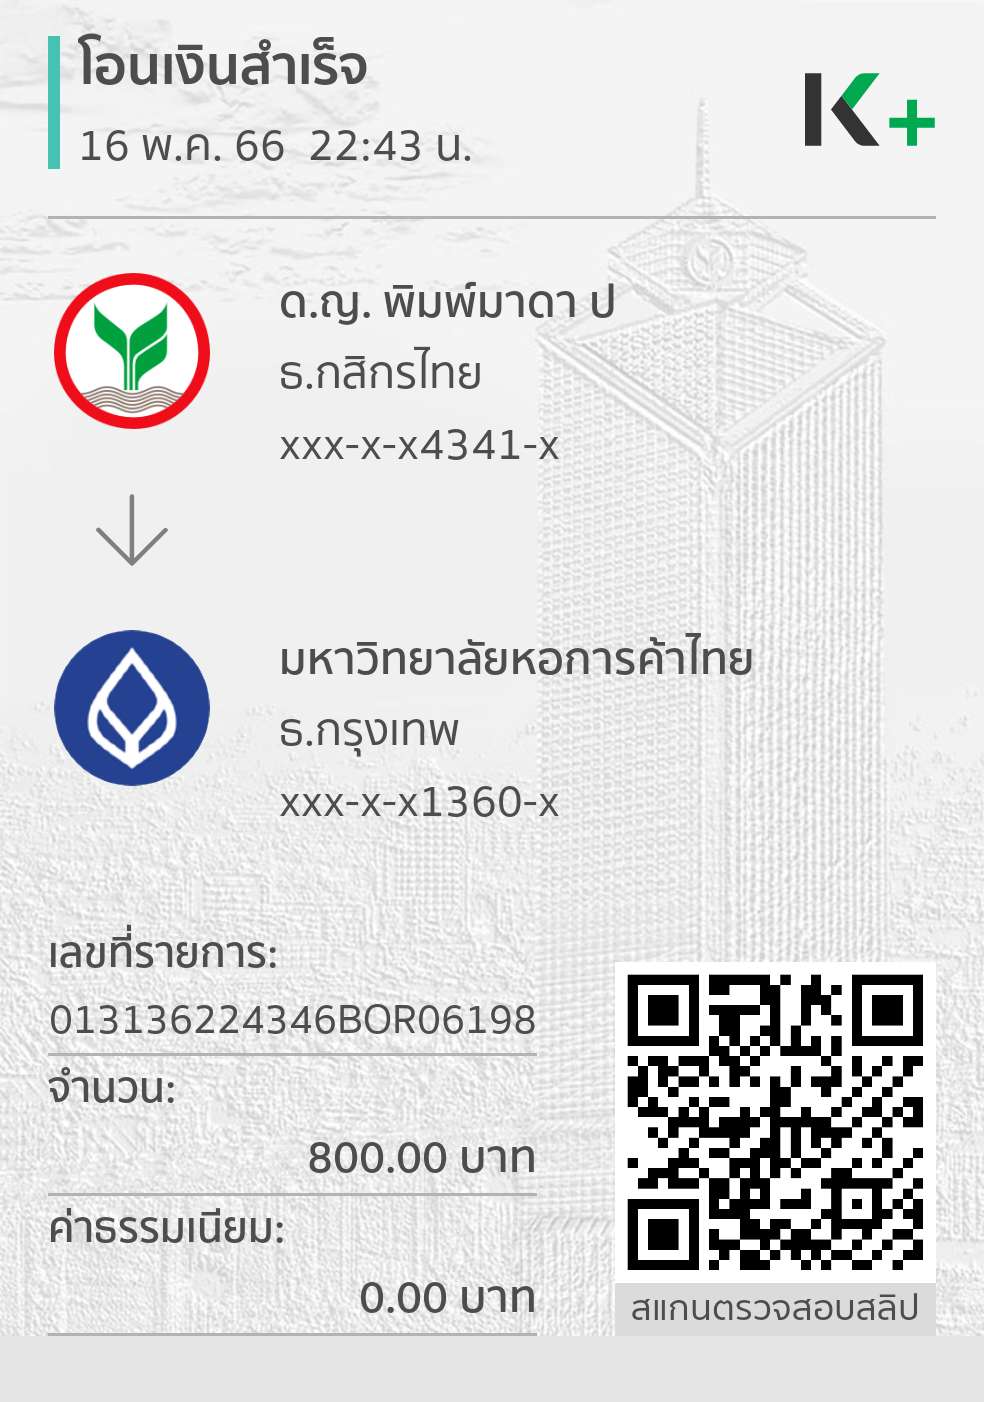 โอนเงินสำเร็จ
16 พ.ค. 66  22:43 น.
K+
ด.ญ. พิมพ์มาดา ป
ธ.กสิกรไทย
xxx-x-x4341-x
มหาวิทยาลัยหอการค้าไทย
ธ.กรุงเทพ
xxx-x-x1360-x
เลขที่รายการ:
013136224346BOR06198
จำนวน:
800.00 บาท
ค่าธรรมเนียม:
0.00 บาท
สแกนตรวจสอบสลิป